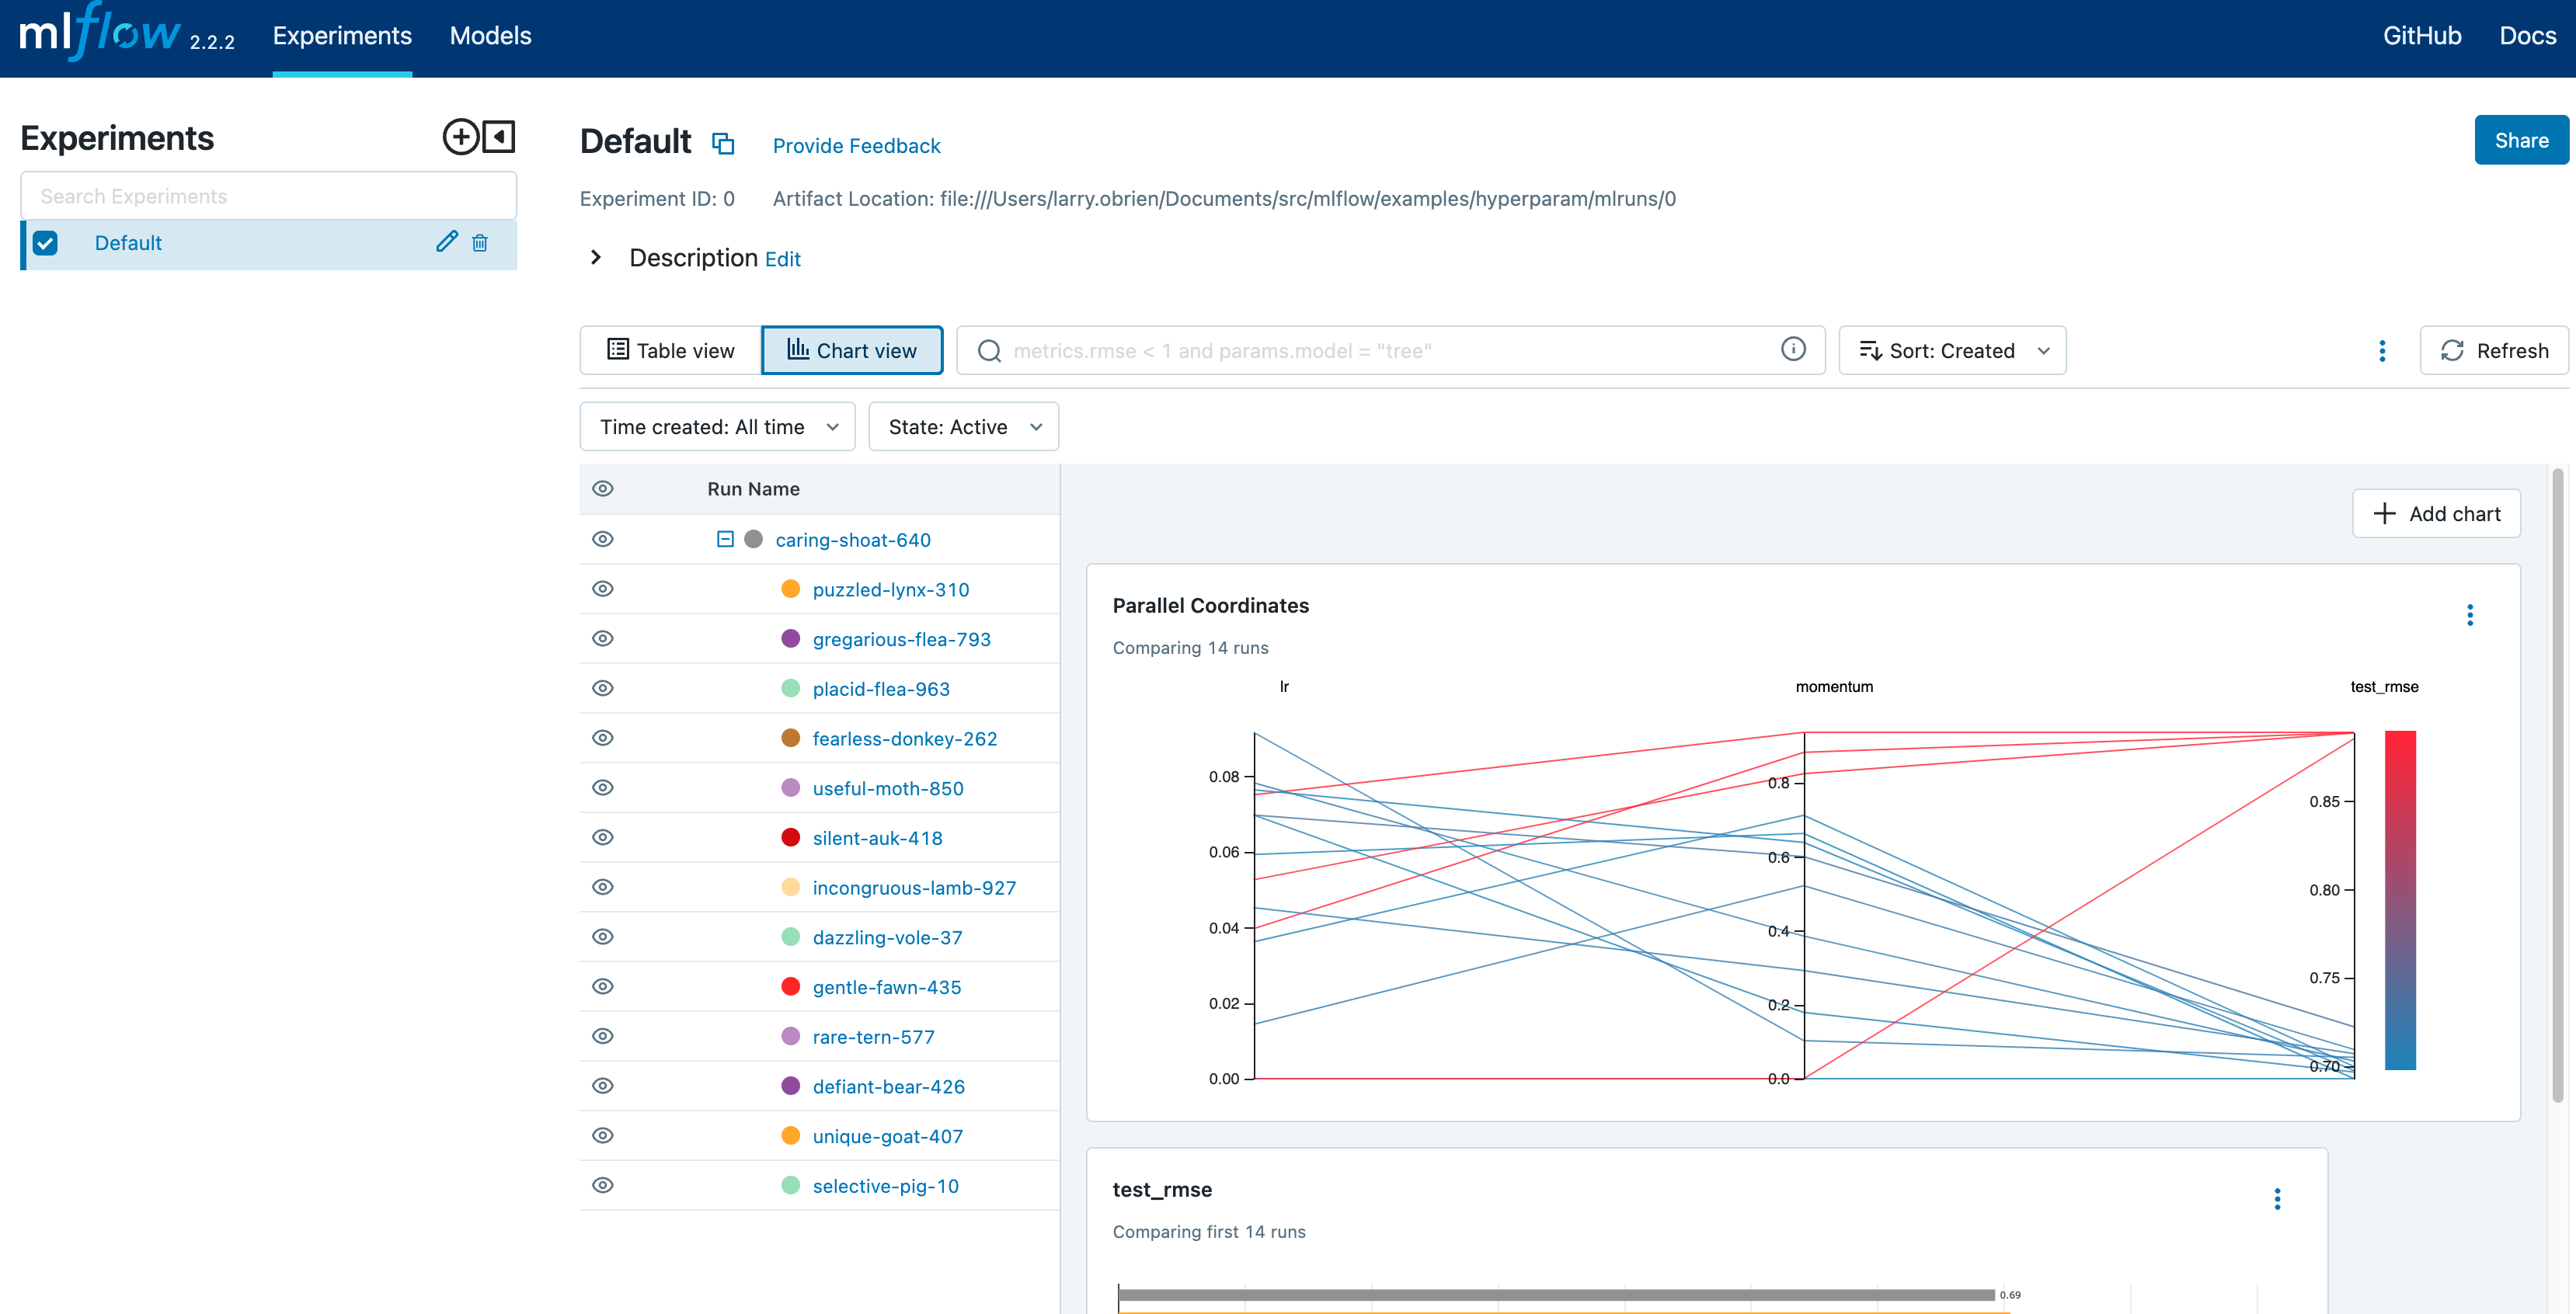 mlflow 2.2.2 Experiments Models GitHub Docs
Experiments
Search Experiments
Default
Default Provide Feedback Share
Experiment ID: 0 Artifact Location: file:///Users/larry.obrien/Documents/src/mlflow/examples/hyperparam/mlruns/0
Description Edit
Table view Chart view metrics.rmse < 1 and params.model = "tree" Sort: Created Refresh
Time created: All time State: Active
Run Name
caring-shoat-640
puzzled-lynx-310
gregarious-flea-793
placid-flea-963
fearless-donkey-262
useful-moth-850
silent-auk-418
incongruous-lamb-927
dazzling-vole-37
gentle-fawn-435
rare-tern-577
defiant-bear-426
unique-goat-407
selective-pig-10
Add chart
Parallel Coordinates
Comparing 14 runs
lr momentum test_rmse
0.08
0.06
0.04
0.02
0.00
0.8
0.6
0.4
0.2
0.0
0.85
0.80
0.75
0.70
test_rmse
Comparing first 14 runs
0.69